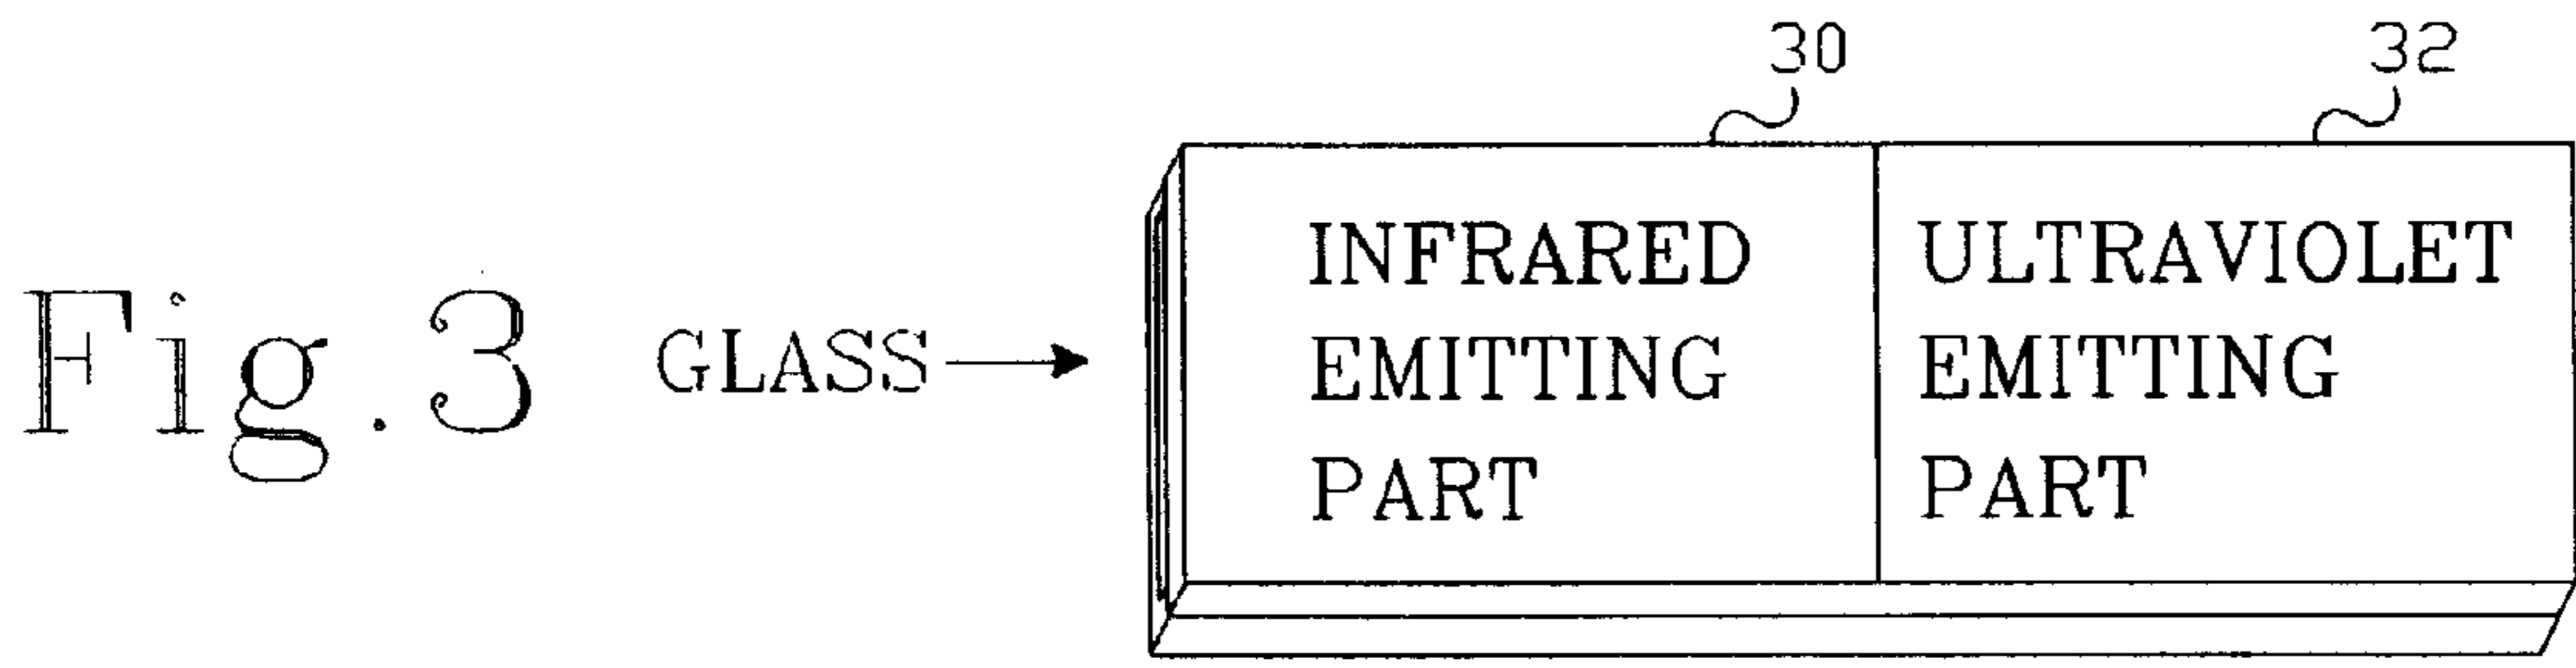 30
32
Fig.3
GLASS
INFRARED
EMITTING
PART
ULTRAVIOLET
EMITTING
PART